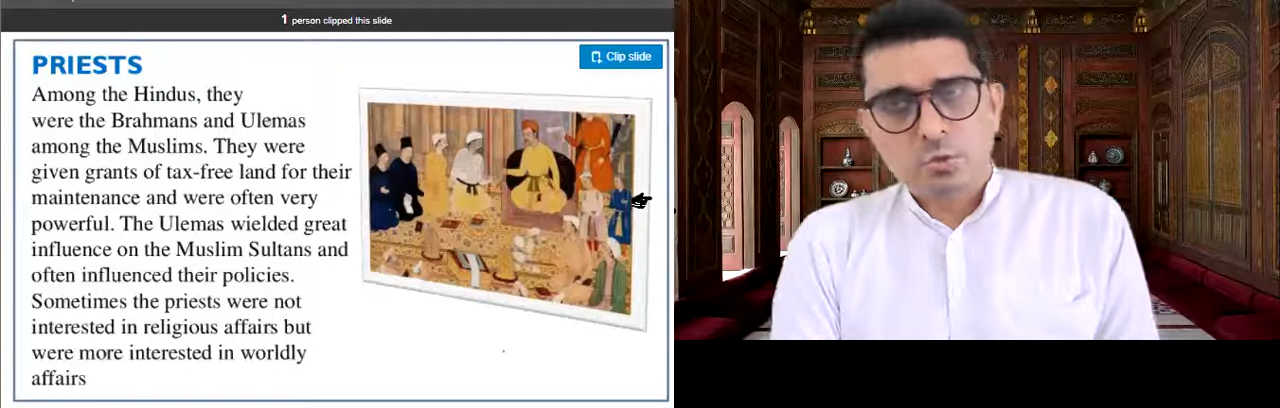 1 person clipped this slide
PRIESTS
Clip slide
Among the Hindus, they
were the Brahmans and Ulemas
among the Muslims. They were
given grants of tax-free land for their
maintenance and were often very
powerful. The Ulemas wielded great
influence on the Muslim Sultans and
often influenced their policies.
Sometimes the priests were not
interested in religious affairs but
were more interested in worldly
affairs